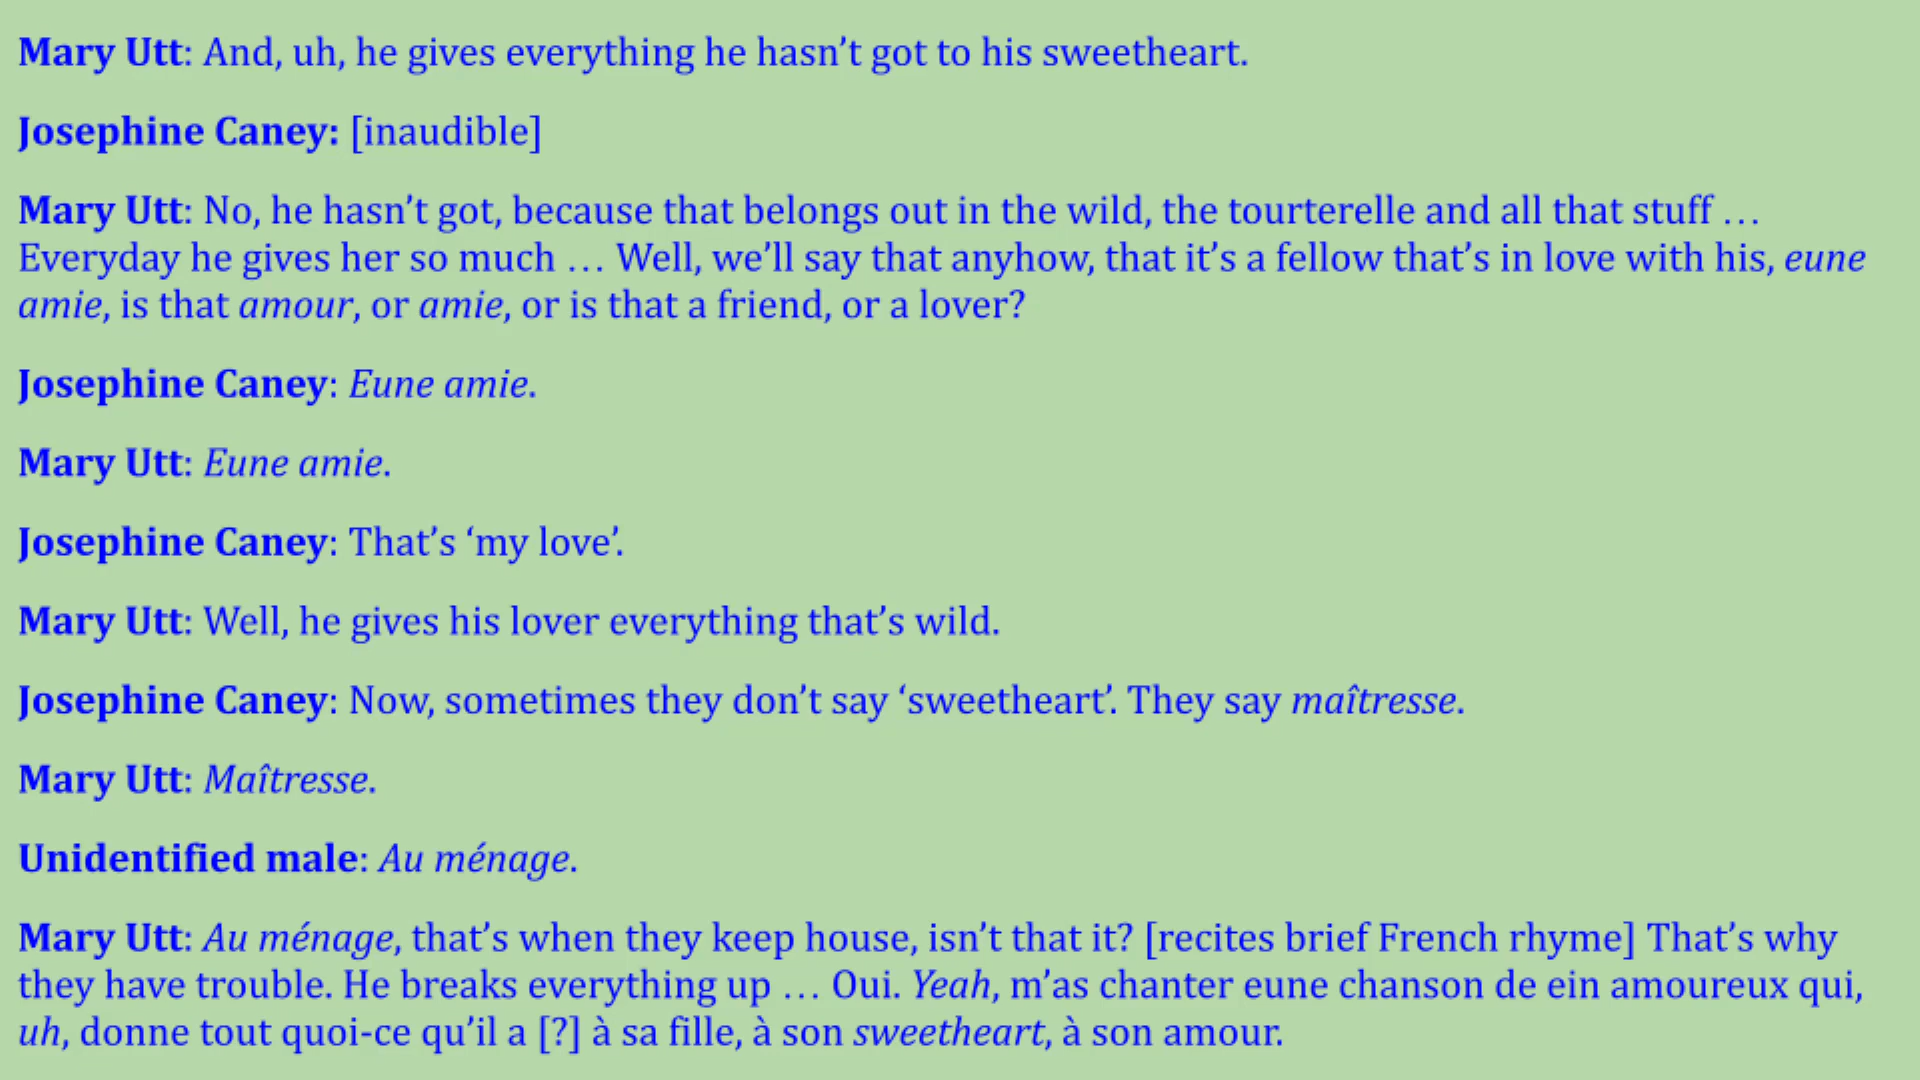 Mary Utt: And, uh, he gives everything he hasn’t got to his sweetheart.
Josephine Caney: [inaudible]
Mary Utt: No, he hasn’t got, because that belongs out in the wild, the tourterelle and all that stuff …
Everyday he gives her so much … Well, we’ll say that anyhow, that it’s a fellow that’s in love with his, eune
amie, is that amour, or amie, or is that a friend, or a lover?
Josephine Caney: Eune amie.
Mary Utt: Eune amie.
Josephine Caney: That’s ‘my love’.
Mary Utt: Well, he gives his lover everything that’s wild.
Josephine Caney: Now, sometimes they don’t say ‘sweetheart’. They say maîtresse.
Mary Utt: Maîtresse.
Unidentified male: Au ménage.
Mary Utt: Au ménage, that’s when they keep house, isn’t that it? [recites brief French rhyme] That’s why
they have trouble. He breaks everything up … Oui. Yeah, m’as chanter eune chanson de ein amoureux qui,
uh, donne tout quoi-ce qu’il a [?] à sa fille, à son sweetheart, à son amour.